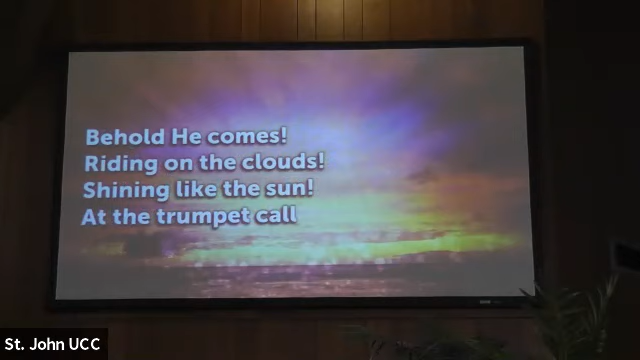 Behold He comes!
Riding on the clouds!
Shining like the sun!
At the trumpet call
St. John UCC